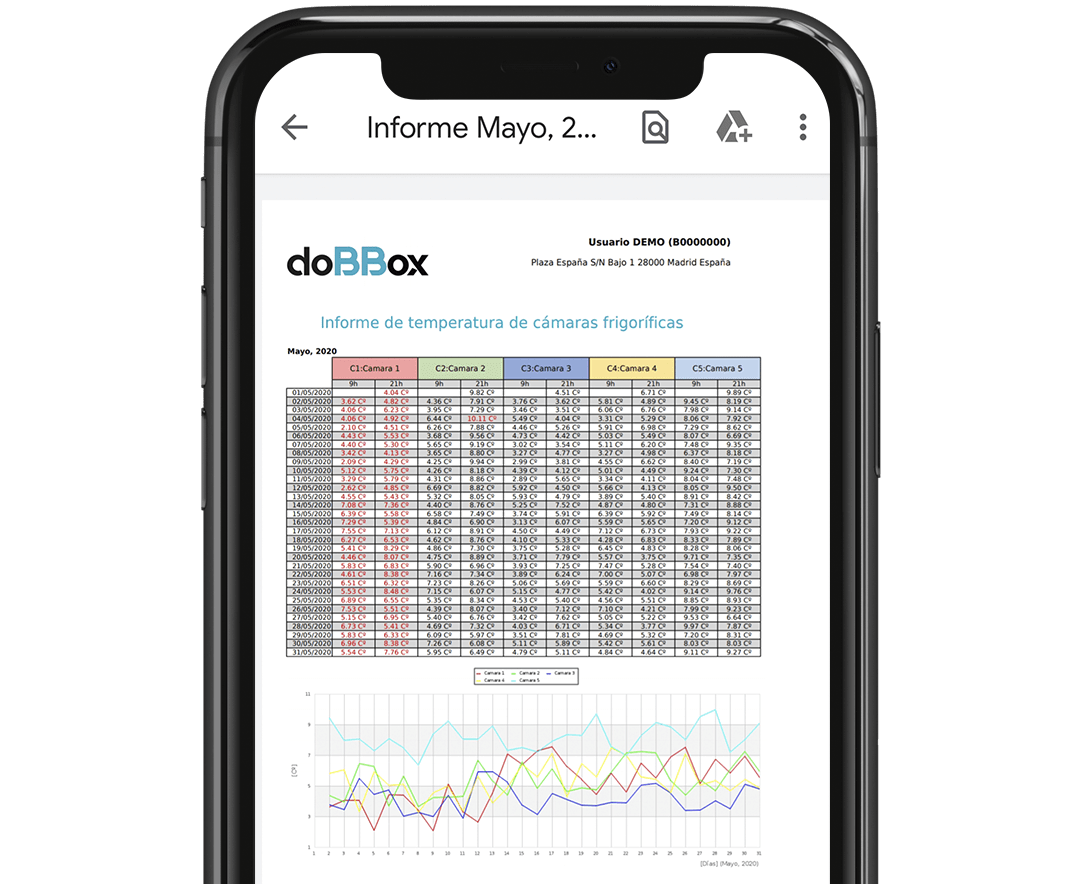 Informe Mayo, 2...
doBBox
Usuario DEMO (B0000000)
Plaza España S/N Bajo 1 28000 Madrid España
Informe de temperatura de cámaras frigoríficas
Mayo, 2020
C1:Camara 1 C2:Camara 2 C3:Camara 3 C4:Camara 4 C5:Camara 5
9h 21h 9h 21h 9h 21h 9h 21h 9h 21h
01/05/2020 4.04 Cº 9.82 Cº 4.51 Cº 6.71 Cº 9.89 Cº
02/05/2020 3.62 Cº 4.82 Cº 4.36 Cº 7.91 Cº 3.76 Cº 3.62 Cº 5.81 Cº 4.89 Cº 9.45 Cº 8.19 Cº
03/05/2020 4.06 Cº 6.23 Cº 3.95 Cº 7.29 Cº 3.46 Cº 3.51 Cº 6.06 Cº 6.76 Cº 7.98 Cº 9.14 Cº
04/05/2020 4.06 Cº 4.92 Cº 6.44 Cº 10.11 Cº 5.49 Cº 4.04 Cº 3.31 Cº 5.29 Cº 8.06 Cº 7.92 Cº
05/05/2020 2.10 Cº 4.51 Cº 6.26 Cº 7.88 Cº 4.46 Cº 5.26 Cº 5.91 Cº 6.98 Cº 7.29 Cº 8.62 Cº
06/05/2020 4.43 Cº 5.53 Cº 3.68 Cº 9.56 Cº 4.73 Cº 4.42 Cº 5.03 Cº 5.49 Cº 8.07 Cº 6.69 Cº
07/05/2020 4.40 Cº 5.30 Cº 5.65 Cº 9.19 Cº 3.02 Cº 3.54 Cº 5.11 Cº 6.20 Cº 7.48 Cº 9.35 Cº
08/05/2020 3.42 Cº 4.13 Cº 3.65 Cº 8.80 Cº 3.27 Cº 4.77 Cº 3.27 Cº 4.98 Cº 6.37 Cº 8.18 Cº
09/05/2020 2.09 Cº 4.29 Cº 4.25 Cº 9.94 Cº 2.99 Cº 3.81 Cº 4.55 Cº 6.62 Cº 8.40 Cº 7.19 Cº
10/05/2020 5.12 Cº 5.75 Cº 4.26 Cº 8.18 Cº 4.39 Cº 4.12 Cº 5.01 Cº 4.49 Cº 9.24 Cº 7.30 Cº
11/05/2020 3.29 Cº 5.79 Cº 4.31 Cº 8.86 Cº 2.89 Cº 5.65 Cº 3.34 Cº 4.11 Cº 8.04 Cº 7.48 Cº
12/05/2020 2.62 Cº 4.85 Cº 6.69 Cº 8.82 Cº 5.92 Cº 4.50 Cº 5.66 Cº 4.13 Cº 8.05 Cº 9.50 Cº
13/05/2020 4.55 Cº 5.43 Cº 5.32 Cº 8.05 Cº 5.93 Cº 4.79 Cº 3.89 Cº 5.40 Cº 8.91 Cº 8.42 Cº
14/05/2020 7.08 Cº 7.36 Cº 4.40 Cº 8.76 Cº 5.25 Cº 7.52 Cº 4.87 Cº 4.80 Cº 7.31 Cº 8.88 Cº
15/05/2020 6.39 Cº 5.58 Cº 6.58 Cº 7.49 Cº 3.74 Cº 5.91 Cº 6.39 Cº 5.92 Cº 7.49 Cº 8.14 Cº
16/05/2020 7.29 Cº 5.39 Cº 4.84 Cº 6.90 Cº 3.13 Cº 6.07 Cº 5.59 Cº 5.65 Cº 7.20 Cº 9.12 Cº
17/05/2020 7.55 Cº 7.13 Cº 6.12 Cº 8.91 Cº 4.50 Cº 4.49 Cº 7.12 Cº 6.73 Cº 7.93 Cº 9.22 Cº
18/05/2020 6.27 Cº 6.53 Cº 4.62 Cº 8.76 Cº 4.10 Cº 5.33 Cº 4.28 Cº 6.83 Cº 8.33 Cº 7.89 Cº
19/05/2020 5.41 Cº 8.29 Cº 4.86 Cº 7.30 Cº 3.75 Cº 5.28 Cº 6.45 Cº 4.83 Cº 8.28 Cº 8.06 Cº
20/05/2020 4.46 Cº 8.07 Cº 4.75 Cº 8.89 Cº 3.71 Cº 7.79 Cº 5.57 Cº 3.75 Cº 9.71 Cº 7.35 Cº
21/05/2020 5.83 Cº 6.83 Cº 5.90 Cº 6.96 Cº 3.93 Cº 7.25 Cº 7.47 Cº 5.28 Cº 7.54 Cº 7.40 Cº
22/05/2020 4.61 Cº 8.38 Cº 7.16 Cº 7.34 Cº 3.89 Cº 6.24 Cº 7.00 Cº 5.07 Cº 6.98 Cº 7.97 Cº
23/05/2020 6.51 Cº 6.32 Cº 7.23 Cº 8.26 Cº 5.06 Cº 5.69 Cº 5.59 Cº 6.60 Cº 8.29 Cº 8.69 Cº
24/05/2020 5.53 Cº 8.48 Cº 7.15 Cº 6.07 Cº 5.15 Cº 4.77 Cº 5.42 Cº 4.02 Cº 9.14 Cº 9.76 Cº
25/05/2020 6.89 Cº 6.55 Cº 5.35 Cº 8.34 Cº 4.53 Cº 5.40 Cº 4.56 Cº 5.51 Cº 8.85 Cº 8.93 Cº
26/05/2020 7.53 Cº 5.51 Cº 4.39 Cº 8.07 Cº 3.40 Cº 7.12 Cº 7.10 Cº 4.21 Cº 7.99 Cº 9.23 Cº
27/05/2020 5.15 Cº 6.95 Cº 5.40 Cº 6.76 Cº 3.42 Cº 7.62 Cº 5.05 Cº 5.22 Cº 9.53 Cº 6.64 Cº
28/05/2020 6.73 Cº 5.41 Cº 4.69 Cº 7.32 Cº 4.03 Cº 6.71 Cº 5.34 Cº 3.77 Cº 9.97 Cº 7.87 Cº
29/05/2020 5.83 Cº 6.33 Cº 6.09 Cº 5.97 Cº 3.51 Cº 7.81 Cº 4.69 Cº 5.32 Cº 7.20 Cº 8.31 Cº
30/05/2020 6.96 Cº 8.38 Cº 7.26 Cº 6.08 Cº 5.11 Cº 5.89 Cº 5.42 Cº 5.61 Cº 8.03 Cº 8.03 Cº
31/05/2020 5.54 Cº 7.76 Cº 5.95 Cº 6.49 Cº 4.79 Cº 5.11 Cº 4.84 Cº 4.64 Cº 9.11 Cº 9.27 Cº
Camara 1 Camara 2 Camara 3
Camara 4 Camara 5
11
9
7
5
3
1
[Cº]
1 2 3 4 5 6 7 8 9 10 11 12 13 14 15 16 17 18 19 20 21 22 23 24 25 26 27 28 29 30 31
[Días] (Mayo, 2020)